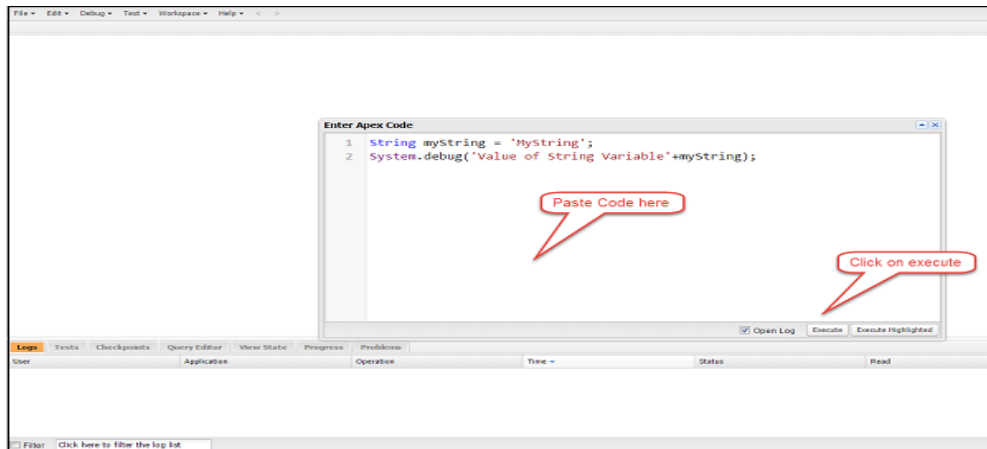 File Edit Debug Test Workspace Help < >
Enter Apex Code
1 String myString = 'MyString';
2 System.debug('Value of String Variable'+myString);
Paste Code here
Click on execute
Open Log Execute Execute Highlighted
Logs Tests Checkpoints Query Editor View State Progress Problems
User Application Operation Time Status Read
Filter Click here to filter the log list